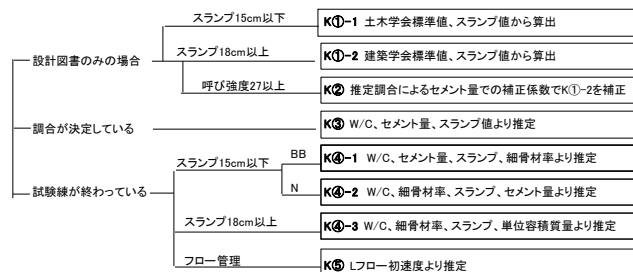 スランプ15cm以下
K①-1 土木学会標準値、スランプ値から算出
設計図書のみの場合
スランプ18cm以上
K①-2 建築学会標準値、スランプ値から算出
呼び強度27以上
K② 推定調合によるセメント量での補正係数でK①-2を補正
調合が決定している
K③ W/C、セメント量、スランプ値より推定
スランプ15cm以下
BB
K④-1 W/C、セメント量、スランプ、細骨材率より推定
試験練が終わっている
N
K④-2 W/C、細骨材率、スランプ、セメント量より推定
スランプ18cm以上
K④-3 W/C、細骨材率、スランプ、単位容積質量より推定
フロー管理
K⑤ Lフロー初速度より推定